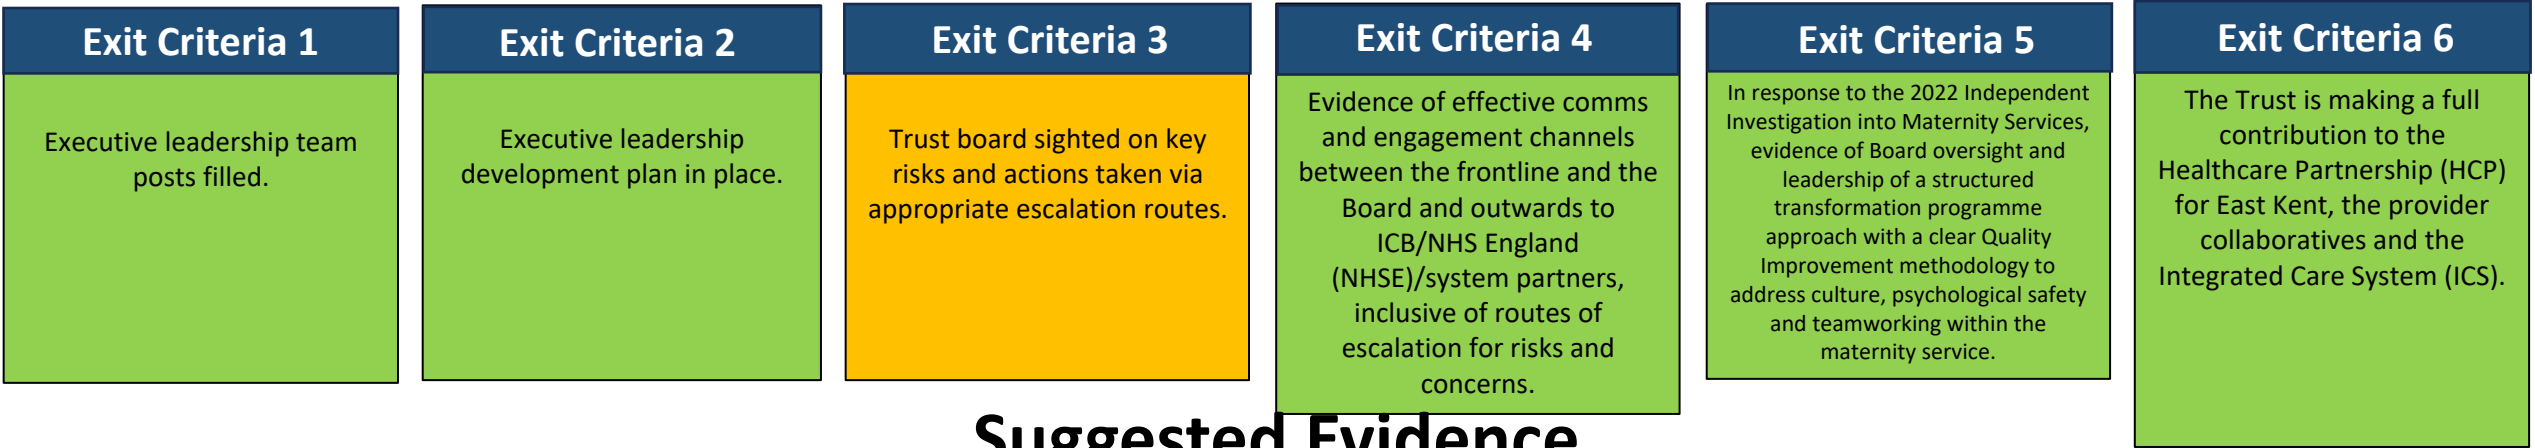 Exit Criteria 1
Executive leadership team
posts filled.
Exit Criteria 2
Executive leadership
development plan in place.
Exit Criteria 3
Trust board sighted on key
risks and actions taken via
appropriate escalation routes.
Exit Criteria 4
Evidence of effective comms
and engagement channels
between the frontline and the
Board and outwards to
ICB/NHS England
(NHSE)/system partners,
inclusive of routes of
escalation for risks and
concerns.
Exit Criteria 5
In response to the 2022 Independent
Investigation into Maternity Services,
evidence of Board oversight and
leadership of a structured
transformation programme
approach with a clear Quality
Improvement methodology to
address culture, psychological safety
and teamworking within the
maternity service.
Exit Criteria 6
The Trust is making a full
contribution to the
Healthcare Partnership (HCP)
for East Kent, the provider
collaboratives and the
Integrated Care System (ICS).
Suggested Evidence